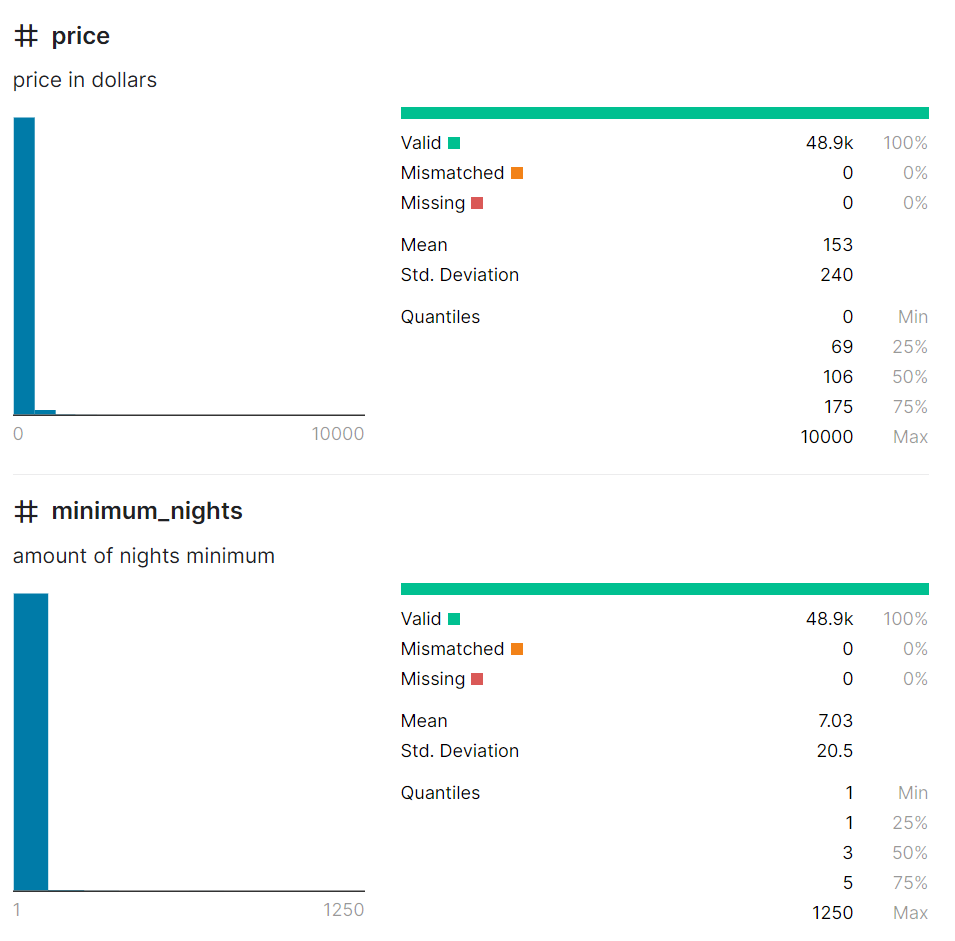 # price
price in dollars
Valid 48.9k 100%
Mismatched 0 0%
Missing 0 0%
Mean 153
Std. Deviation 240
Quantiles 0 Min
69 25%
106 50%
175 75%
10000 Max
0 10000
# minimum_nights
amount of nights minimum
Valid 48.9k 100%
Mismatched 0 0%
Missing 0 0%
Mean 7.03
Std. Deviation 20.5
Quantiles 1 Min
1 25%
3 50%
5 75%
1250 Max
1 1250